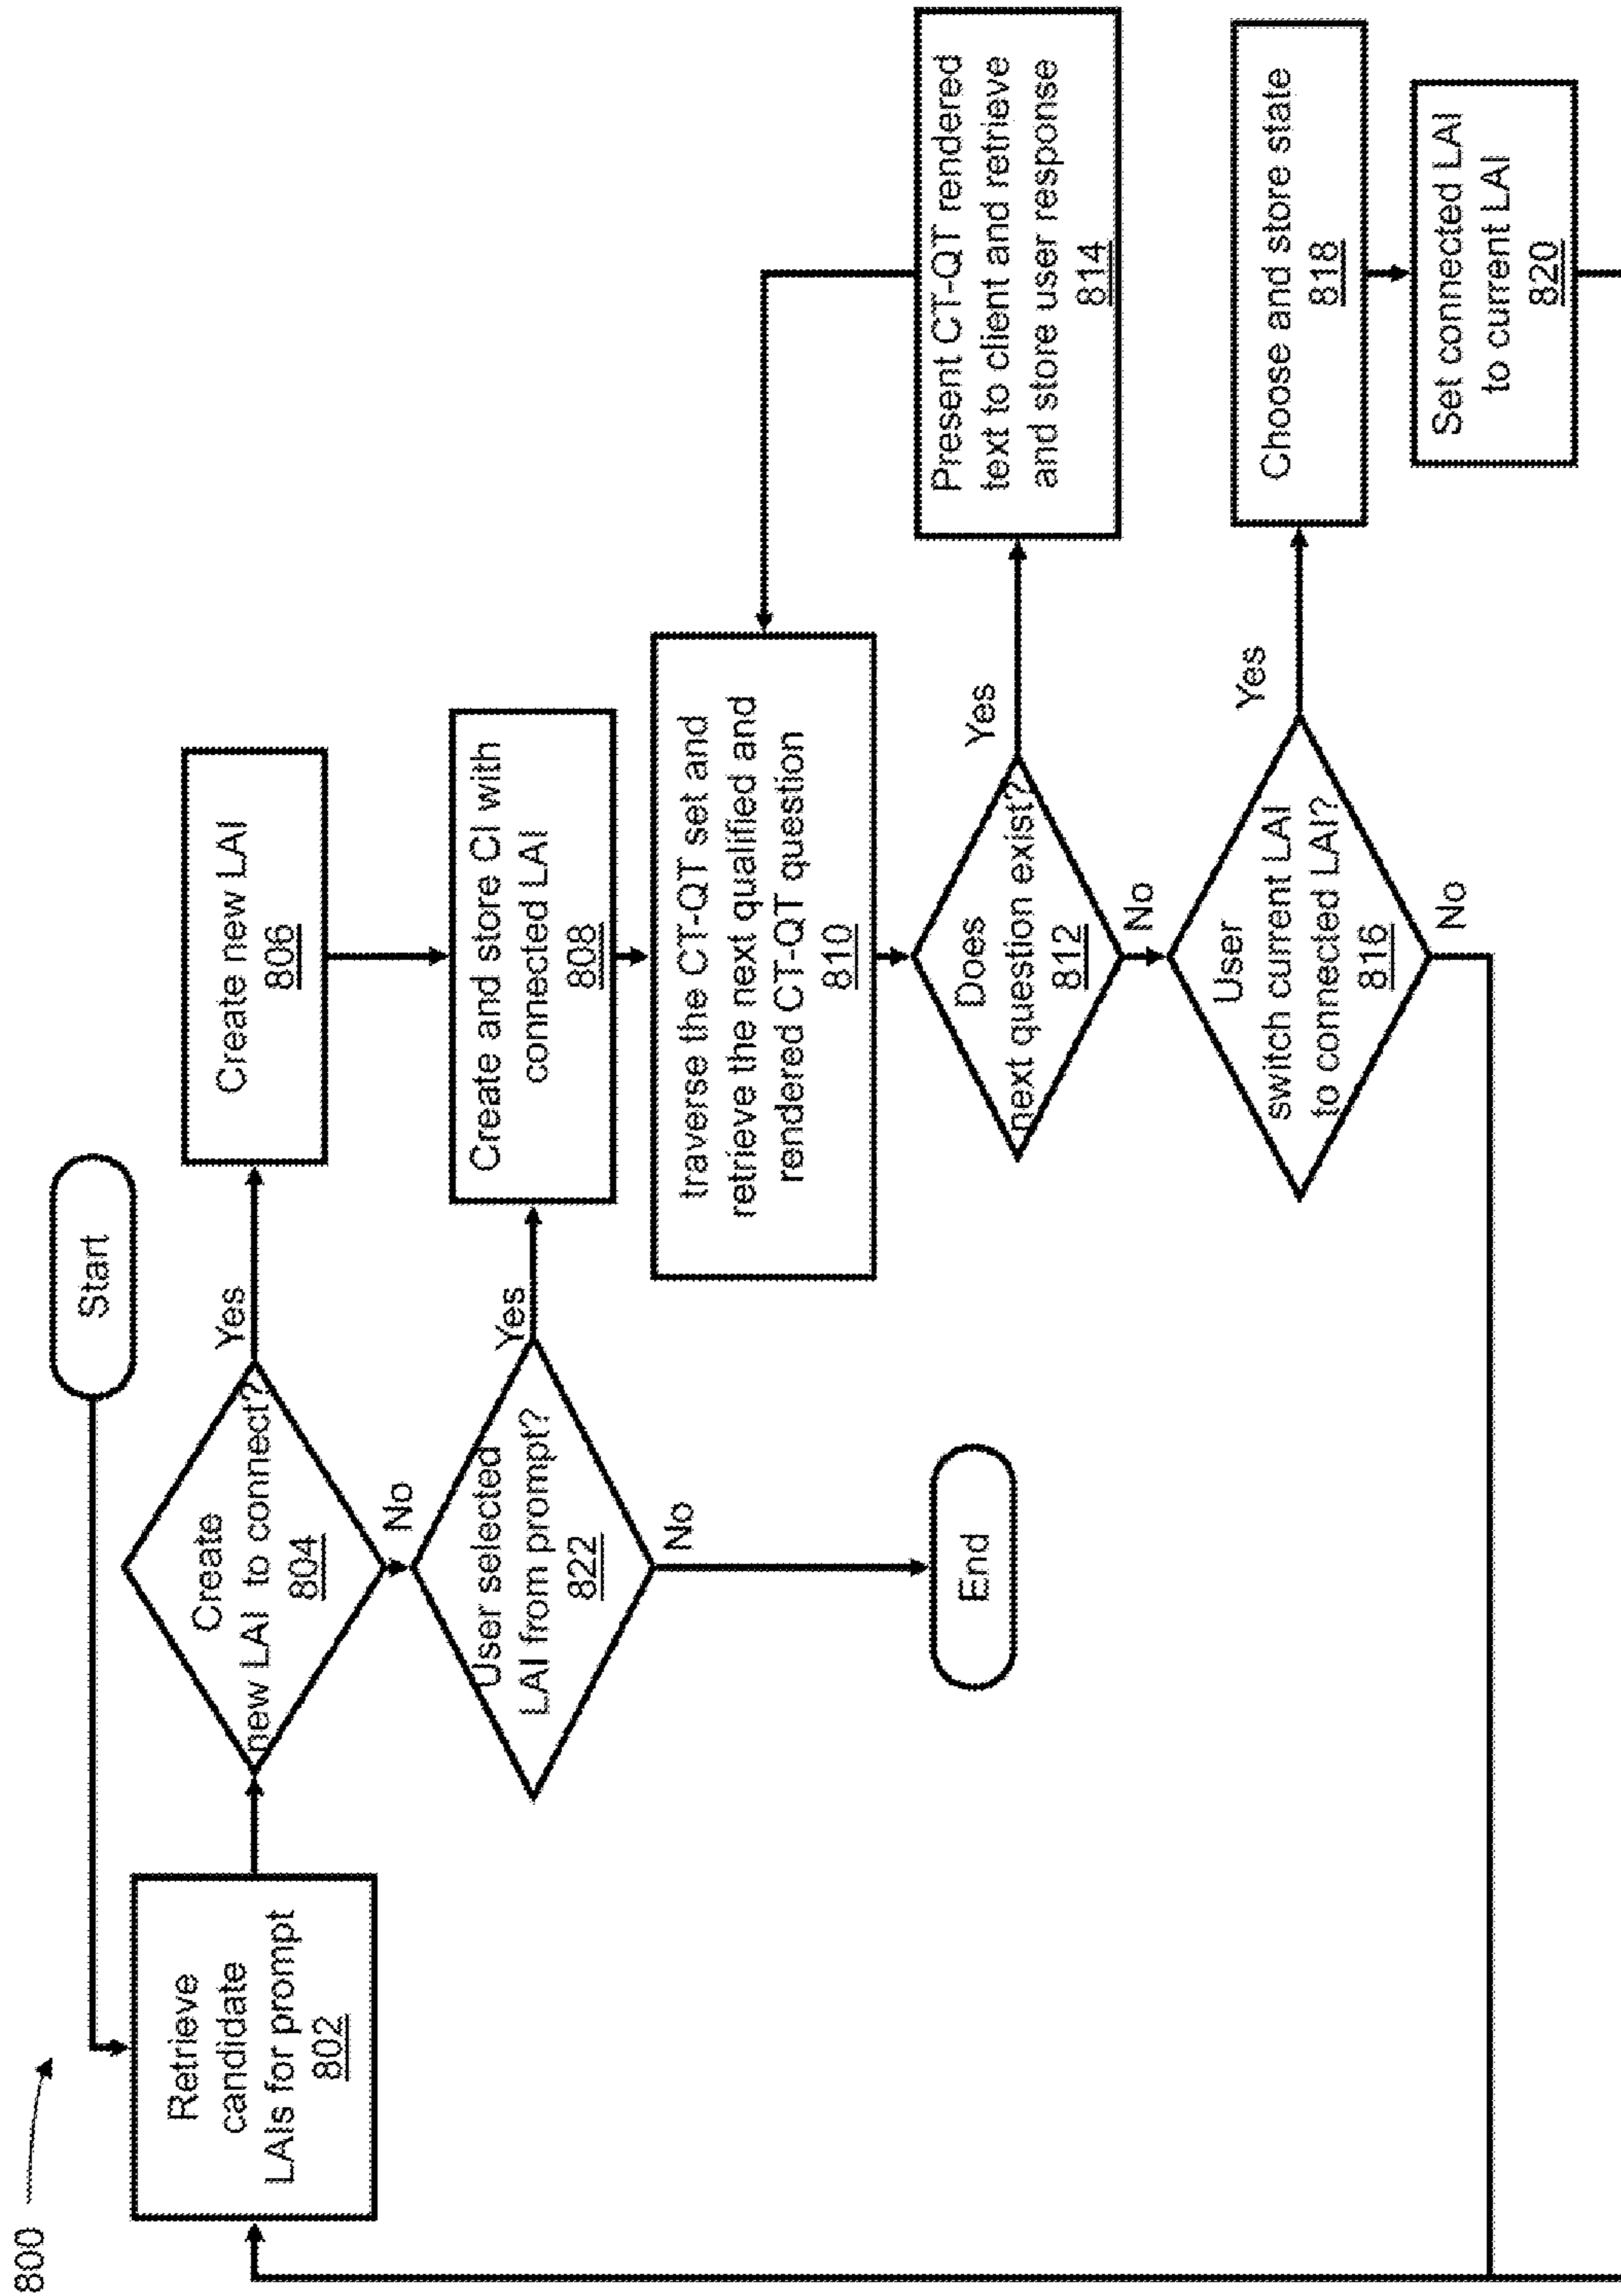 800
Start
Retrieve
candidate
LAIs for prompt
802
Create
new LAI to connect?
804
Yes
Create new LAI
806
No
User selected
LAI from prompt?
822
Yes
Create and store CI with
connected LAI
808
No
End
traverse the CT-QT set and
retrieve the next qualified and
rendered CT-QT question
810
Does
next question exist?
812
Yes
Present CT-QT rendered
text to client and retrieve
and store user response
814
No
User
switch current LAI
to connected LAI?
816
Yes
Choose and store state
818
No
Set connected LAI
to current LAI
820